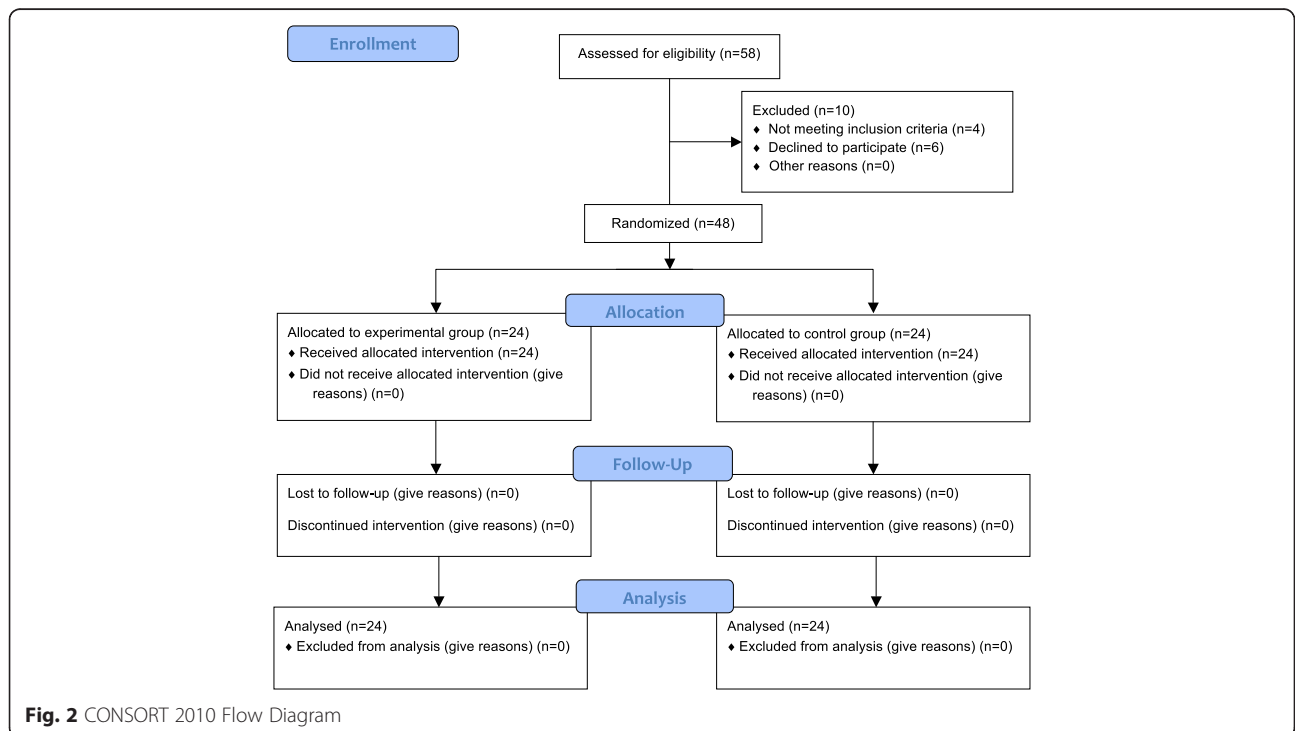 Enrollment
Assessed for eligibility (n=58)
Excluded (n=10)
♦ Not meeting inclusion criteria (n=4)
♦ Declined to participate (n=6)
♦ Other reasons (n=0)
Randomized (n=48)
Allocation
Allocated to experimental group (n=24)
♦ Received allocated intervention (n=24)
♦ Did not receive allocated intervention (give
reasons) (n=0)
Allocated to control group (n=24)
♦ Received allocated intervention (n=24)
♦ Did not receive allocated intervention (give
reasons) (n=0)
Follow-Up
Lost to follow-up (give reasons) (n=0)
Discontinued intervention (give reasons) (n=0)
Lost to follow-up (give reasons) (n=0)
Discontinued intervention (give reasons) (n=0)
Analysis
Analysed (n=24)
♦ Excluded from analysis (give reasons) (n=0)
Analysed (n=24)
♦ Excluded from analysis (give reasons) (n=0)
Fig. 2 CONSORT 2010 Flow Diagram